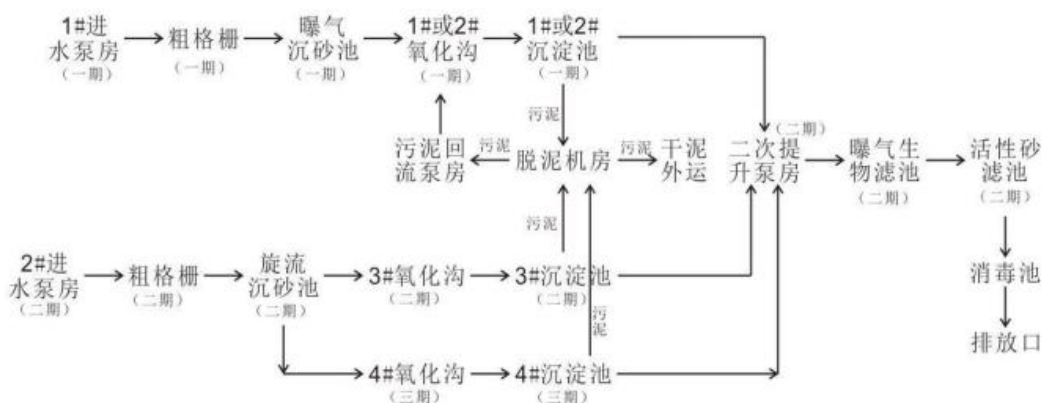 1#进
水泵房
(一期)
粗格栅
(一期)
曝气
沉砂池
(一期)
1#或2#
氧化沟
(一期)
1#或2#
沉淀池
(一期)
污泥
污泥回
流泵房
污泥
脱泥机房
污泥
干泥
外运
(二期)
二次提
升泵房
曝气生
物滤池
(二期)
活性砂
滤池
(二期)
污泥
2#进
水泵房
(二期)
粗格栅
(二期)
旋流
沉砂池
(二期)
3#氧化沟
(二期)
3#沉淀池
(二期)
污泥
消毒池
排放口
4#氧化沟
(三期)
4#沉淀池
(三期)